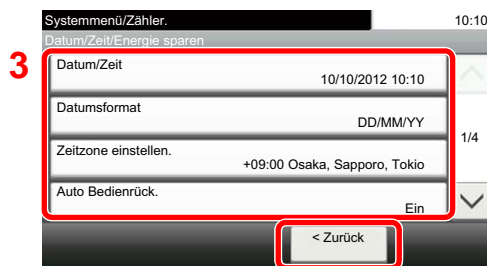 Systemmenü/Zähler.
10:10
Datum/Zeit/Energie sparen
3
Datum/Zeit
10/10/2012 10:10
Datumsformat
DD/MM/YY
1/4
Zeitzone einstellen.
+09:00 Osaka, Sapporo, Tokio
Auto Bedienrück.
Ein
< Zurück